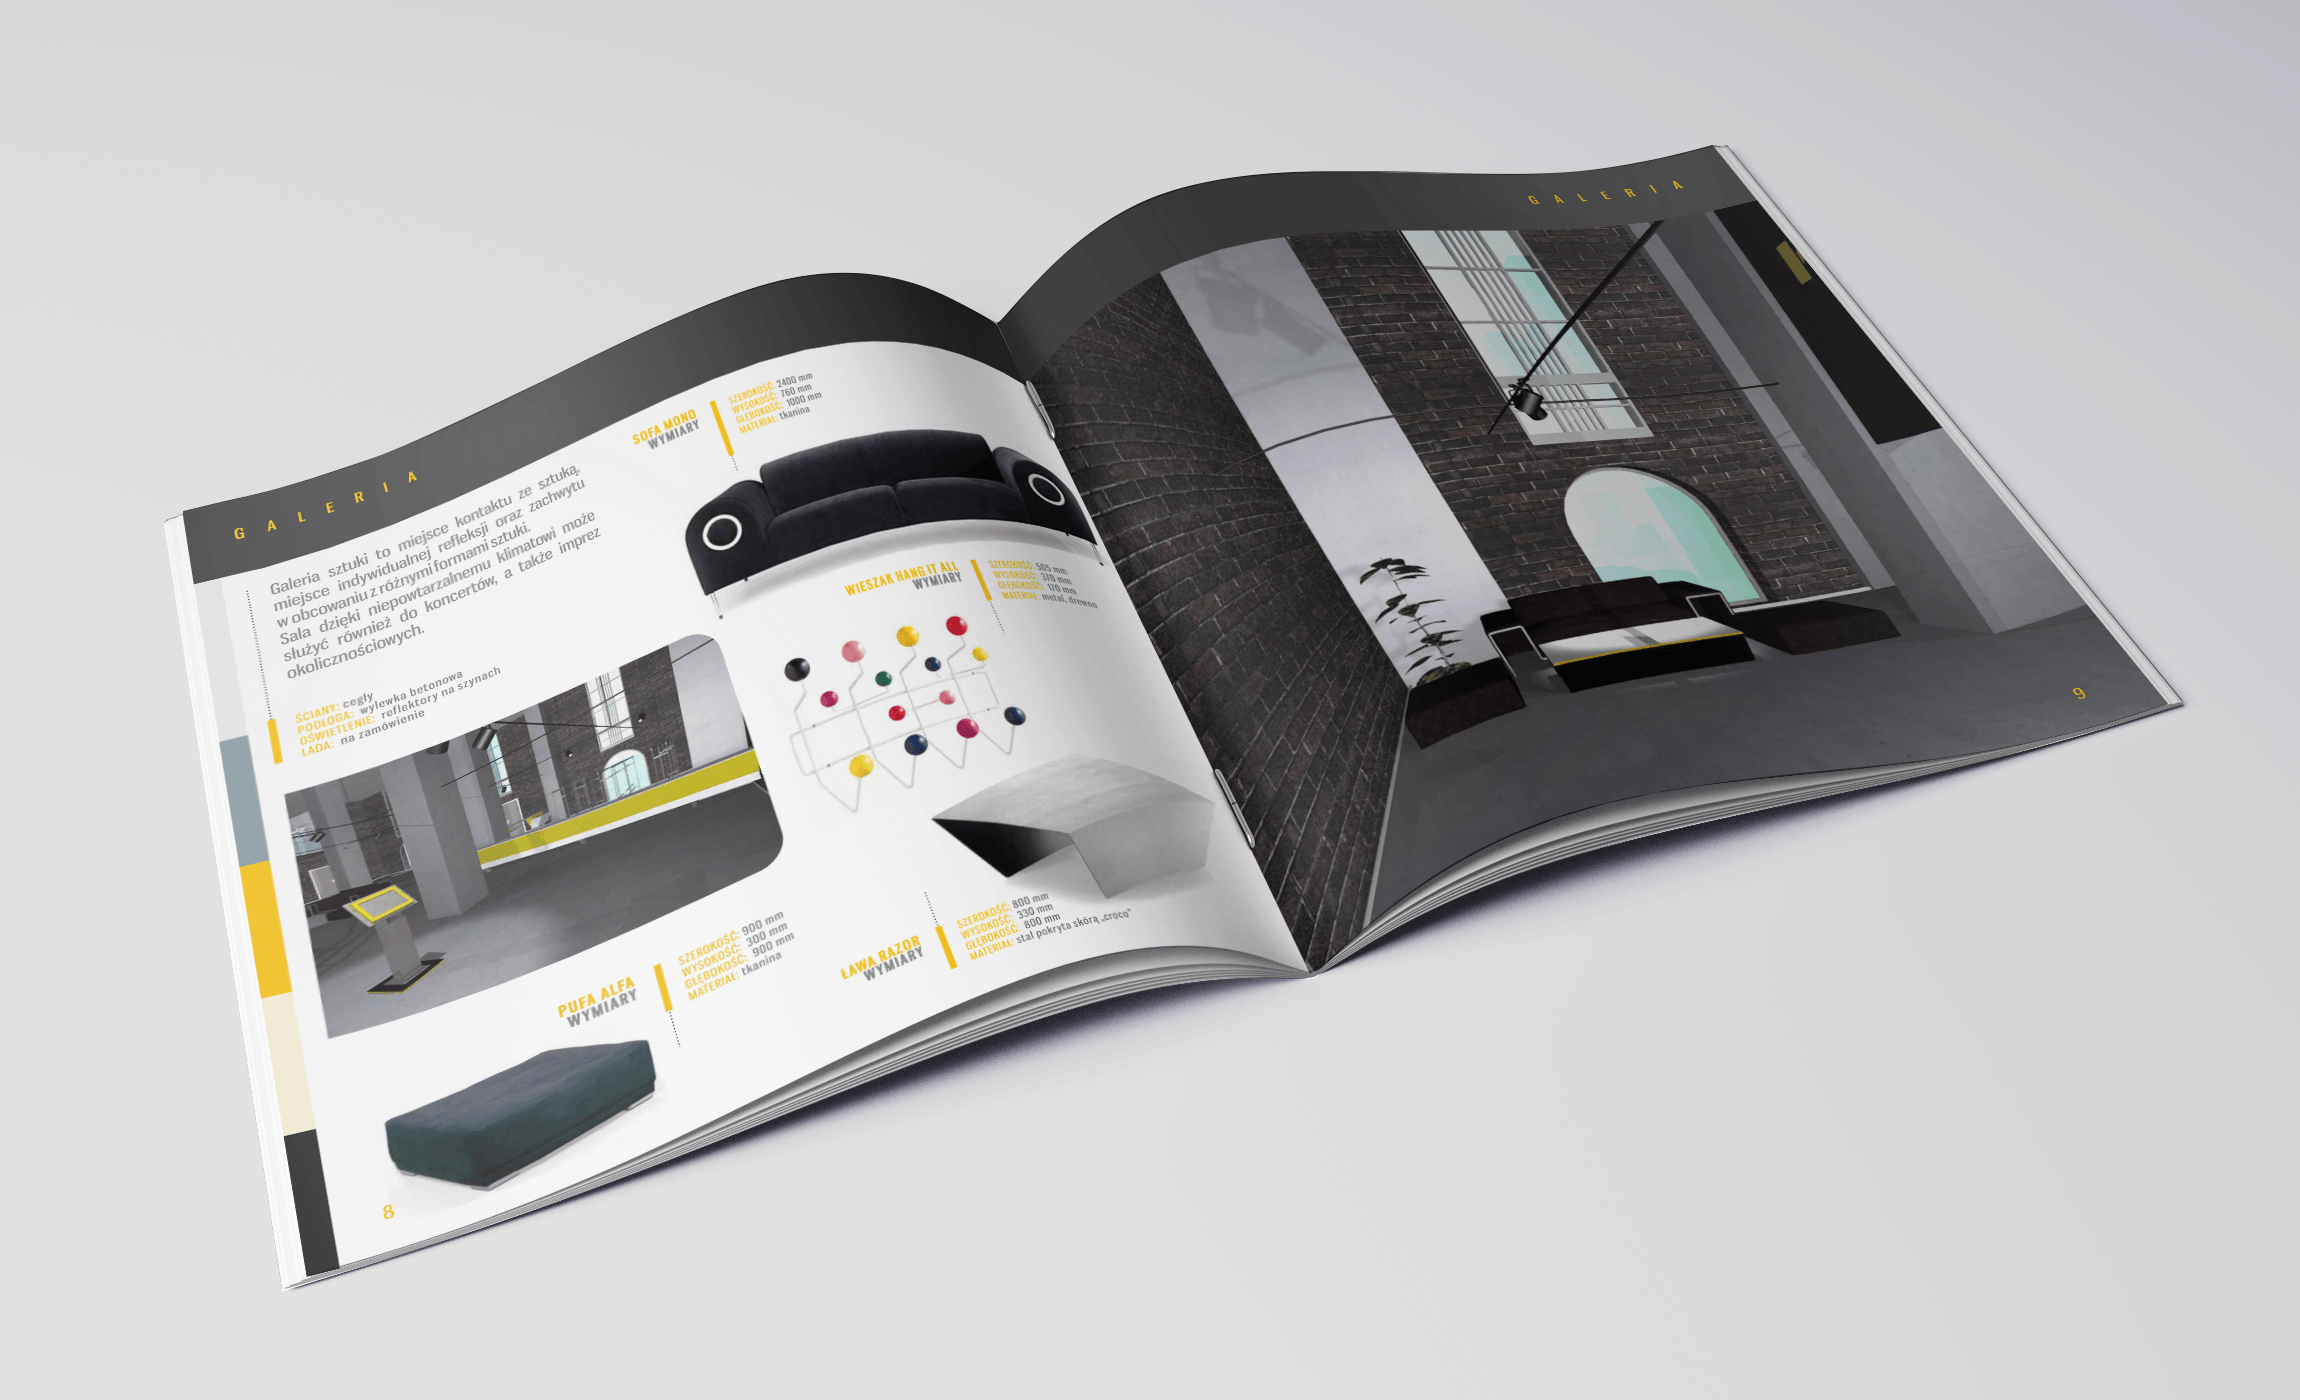 GALERIA
Galeria sztuki to miejsce kontaktu ze sztuką,
miejsce indywidualnej refleksji oraz zachwytu
w obcowaniu z różnymi formami sztuki.
Sala dzięki niepowtarzalnemu klimatowi może
służyć również do koncertów, a także imprez
okolicznościowych.
ŚCIANY: cegły
PODŁOGA: wylewka betonowa
OŚWIETLENIE: reflektory na szynach
LADA: na zamówienie
SOFA MONO
WYMIARY
SZEROKOŚĆ: 2400 mm
WYSOKOŚĆ: 760 mm
GŁĘBOKOŚĆ: 1000 mm
MATERIAŁ: tkanina
WIESZAK HANG IT ALL
WYMIARY
SZEROKOŚĆ: 505 mm
WYSOKOŚĆ: 370 mm
GŁĘBOKOŚĆ: 170 mm
MATERIAŁ: metal, drewno
ŁAWA RAZOR
WYMIARY
SZEROKOŚĆ: 800 mm
WYSOKOŚĆ: 330 mm
GŁĘBOKOŚĆ: 800 mm
MATERIAŁ: stal pokryta skórą „croco"
PUFA ALFA
WYMIARY
SZEROKOŚĆ: 900 mm
WYSOKOŚĆ: 300 mm
GŁĘBOKOŚĆ: 900 mm
MATERIAŁ: tkanina
8
GALERIA
9